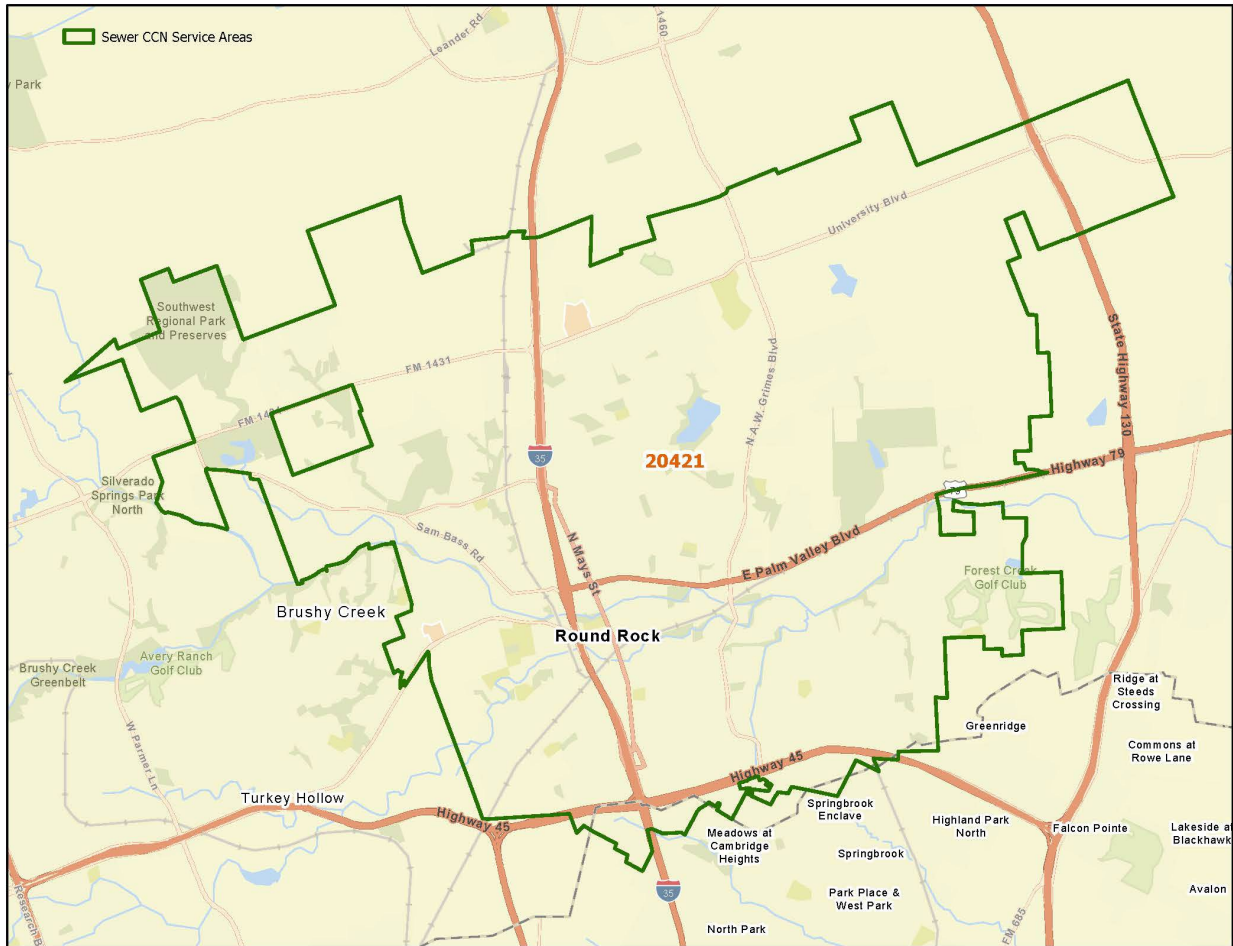 Sewer CCN Service Areas
Leander Rd
1460
Park
University Blvd
Southwest
Regional Park
and Preserves
FM 1431
FM 1431
State Highway 130
N A.W. Grimes Blvd
35
20421
Highway 79
79
Silverado
Springs Park
North
Sam Bass Rd
N Mays St
E Palm Valley Blvd
Forest Creek
Golf Club
Brushy Creek
Round Rock
Avery Ranch
Golf Club
Brushy Creek
Greenbelt
Ridge at
Steeds
Crossing
Greenridge
W Parmer Ln
Commons at
Rowe Lane
Highway 45
Turkey Hollow
Highway 45
Springbrook
Enclave
Meadows at
Cambridge
Heights
Highland Park
North
Falcon Pointe
Lakeside at
Blackhawk
Springbrook
35
Park Place &
West Park
Avalon
Research B
FM 685
North Park